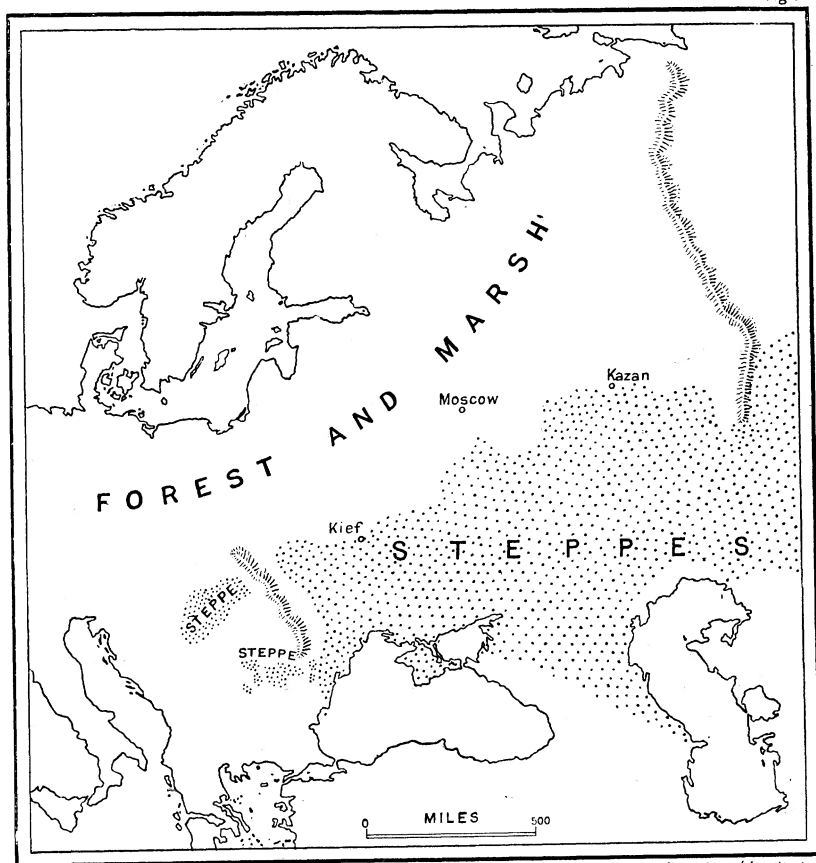 FOREST AND MARSH
Kazan
Moscow
Kief
STEPPES
STEPPE
STEPPE
0 MILES 500